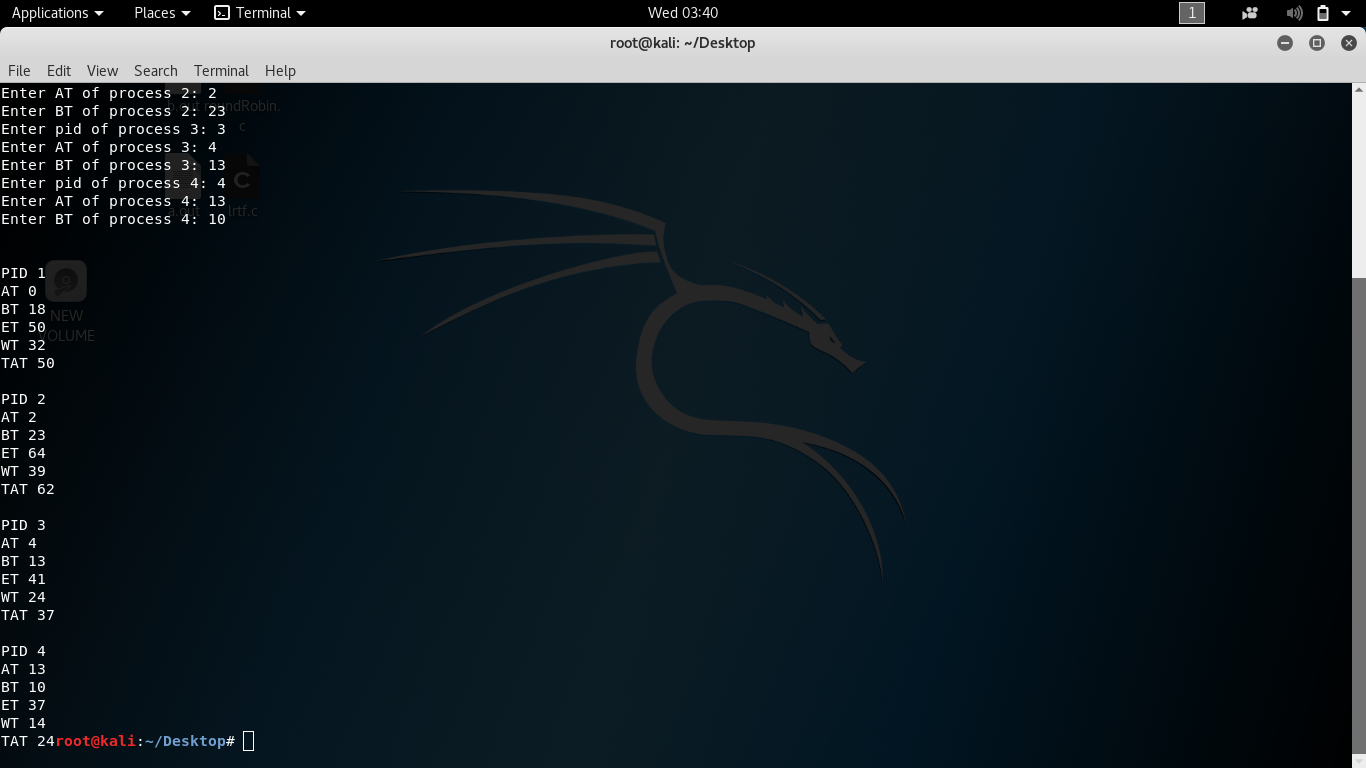 Applications Places Terminal Wed 03:40 1
root@kali: ~/Desktop
File Edit View Search Terminal Help
Enter AT of process 2: 2
b.out roundRobin.
Enter BT of process 2: 23
c
Enter pid of process 3: 3
Enter AT of process 3: 4
Enter BT of process 3: 13
C
Enter pid of process 4: 4
Enter AT of process 4: 13
a.out lrtf.c
Enter BT of process 4: 10
PID 1
AT 0
BT 18
NEW
ET 50
VOLUME
WT 32
TAT 50
PID 2
AT 2
BT 23
ET 64
WT 39
TAT 62
PID 3
AT 4
BT 13
ET 41
WT 24
TAT 37
PID 4
AT 13
BT 10
ET 37
WT 14
TAT 24root@kali:~/Desktop#